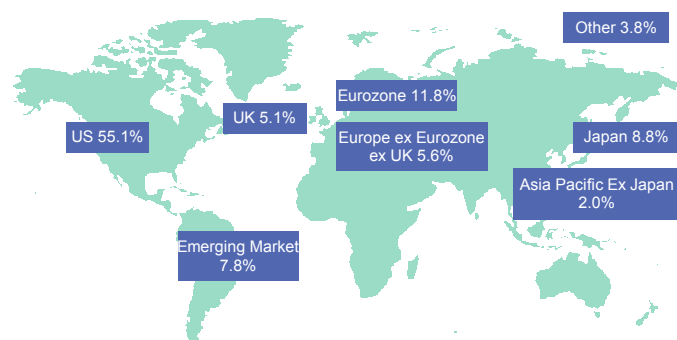 Other 3.8%
Eurozone 11.8%
UK 5.1%
US 55.1%
Europe ex Eurozone
ex UK 5.6%
Japan 8.8%
Asia Pacific Ex Japan
2.0%
Emerging Market
7.8%